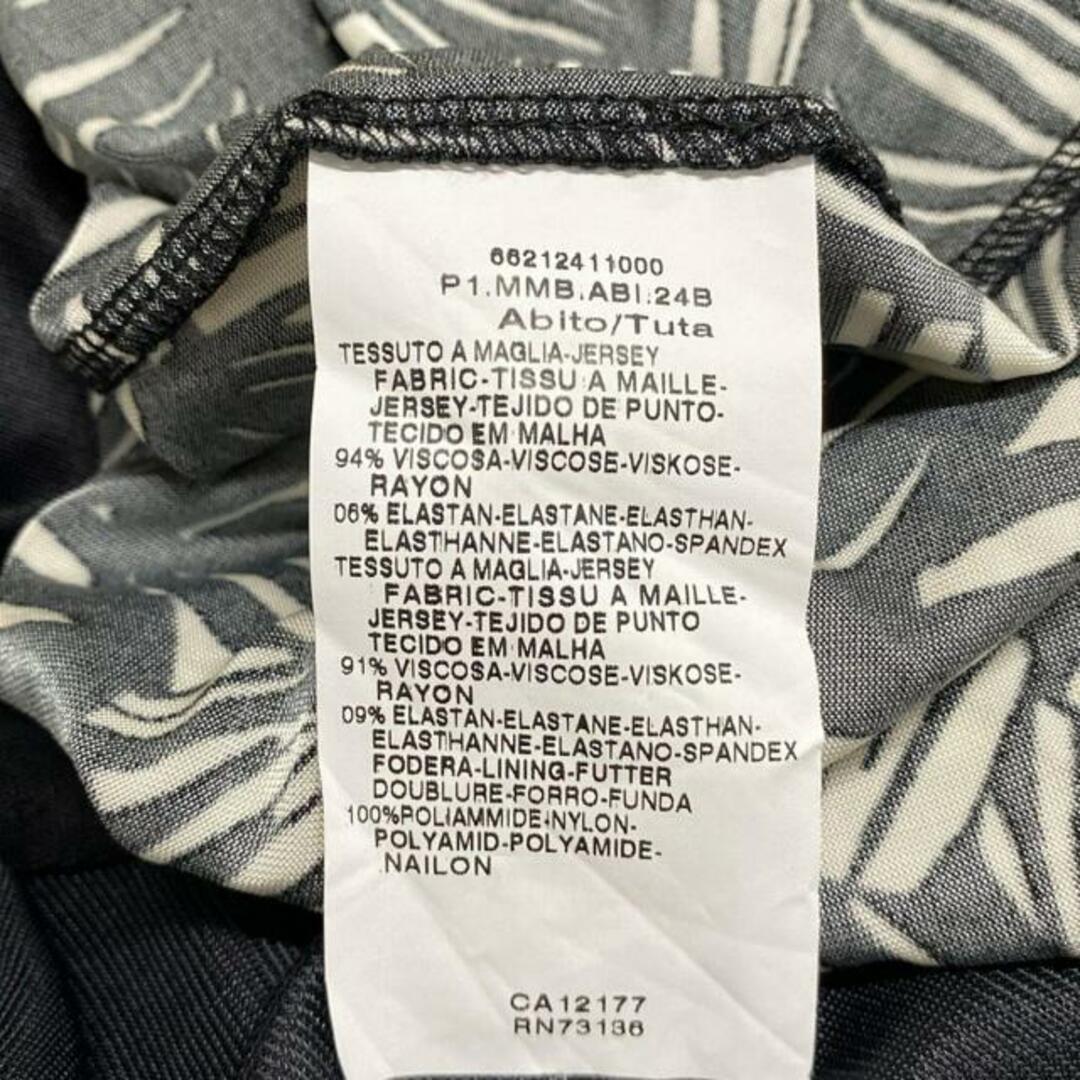 66212411000
P1.MMB.ABI.24B
Abito/Tuta
TESSUTO A MAGLIA-JERSEY
FABRIC-TISSU A MAILLE-
JERSEY-TEJIDO DE PUNTO-
TECIDO EM MALHA
94% VISCOSA-VISCOSE-VISKOSE-
RAYON
06% ELASTAN-ELASTANE-ELASTHAN-
ELASTHANNE-ELASTANO-SPANDEX
TESSUTO A MAGLIA-JERSEY
FABRIC-TISSU A MAILLE-
JERSEY-TEJIDO DE PUNTO
TECIDO EM MALHA
91% VISCOSA-VISCOSE-VISKOSE-
RAYON
09% ELASTAN-ELASTANE-ELASTHAN-
ELASTHANNE-ELASTANO-SPANDEX
FODERA-LINING-FUTTER
DOUBLURE-FORRO-FUNDA
100%POLIAMMIDE-NYLON-
POLYAMID-POLYAMIDE-
NAILON
CA12177
RN73136